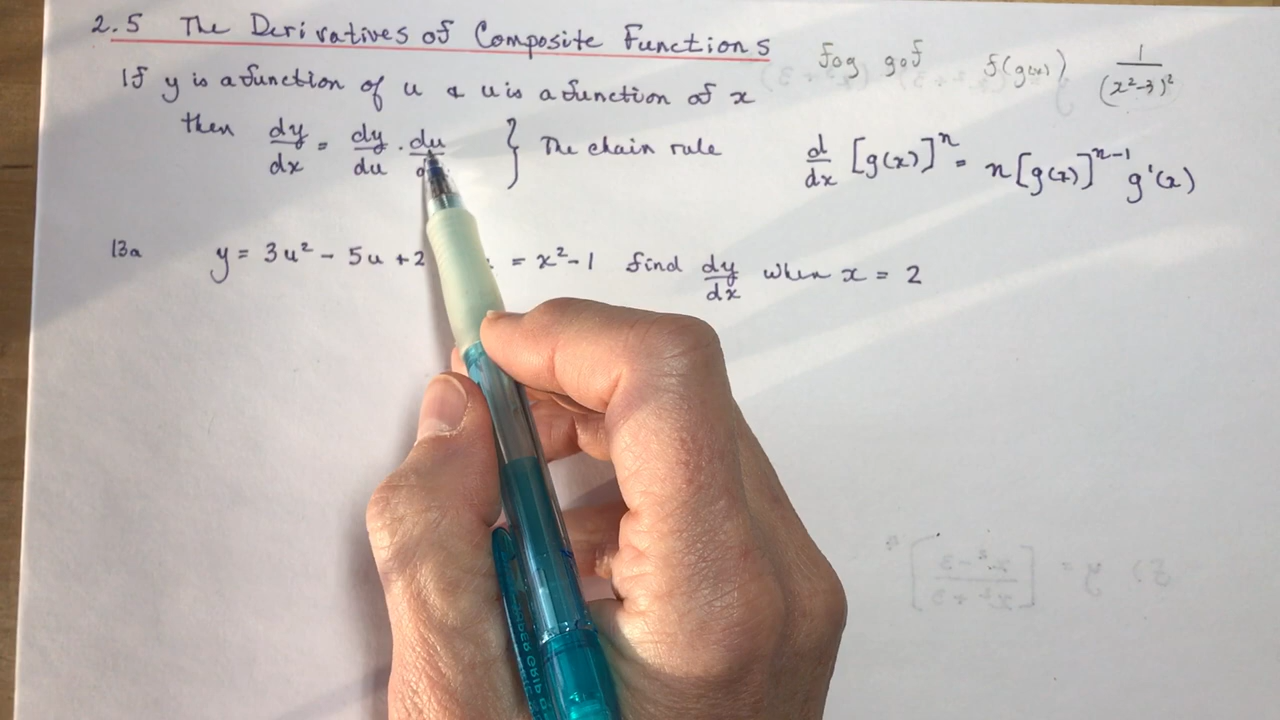 2.5 The Derivatives of Composite Functions
fog gof f(g(x)) 1/(x²-3)²
If y is a function of u & u is a function of x
then dy/dx = dy/du · du/ } The chain rule
d/dx [g(x)]ⁿ = n[g(x)]ⁿ⁻¹ g'(x)
13a y = 3u² - 5u + 2 = x² - 1 find dy/dx when x = 2